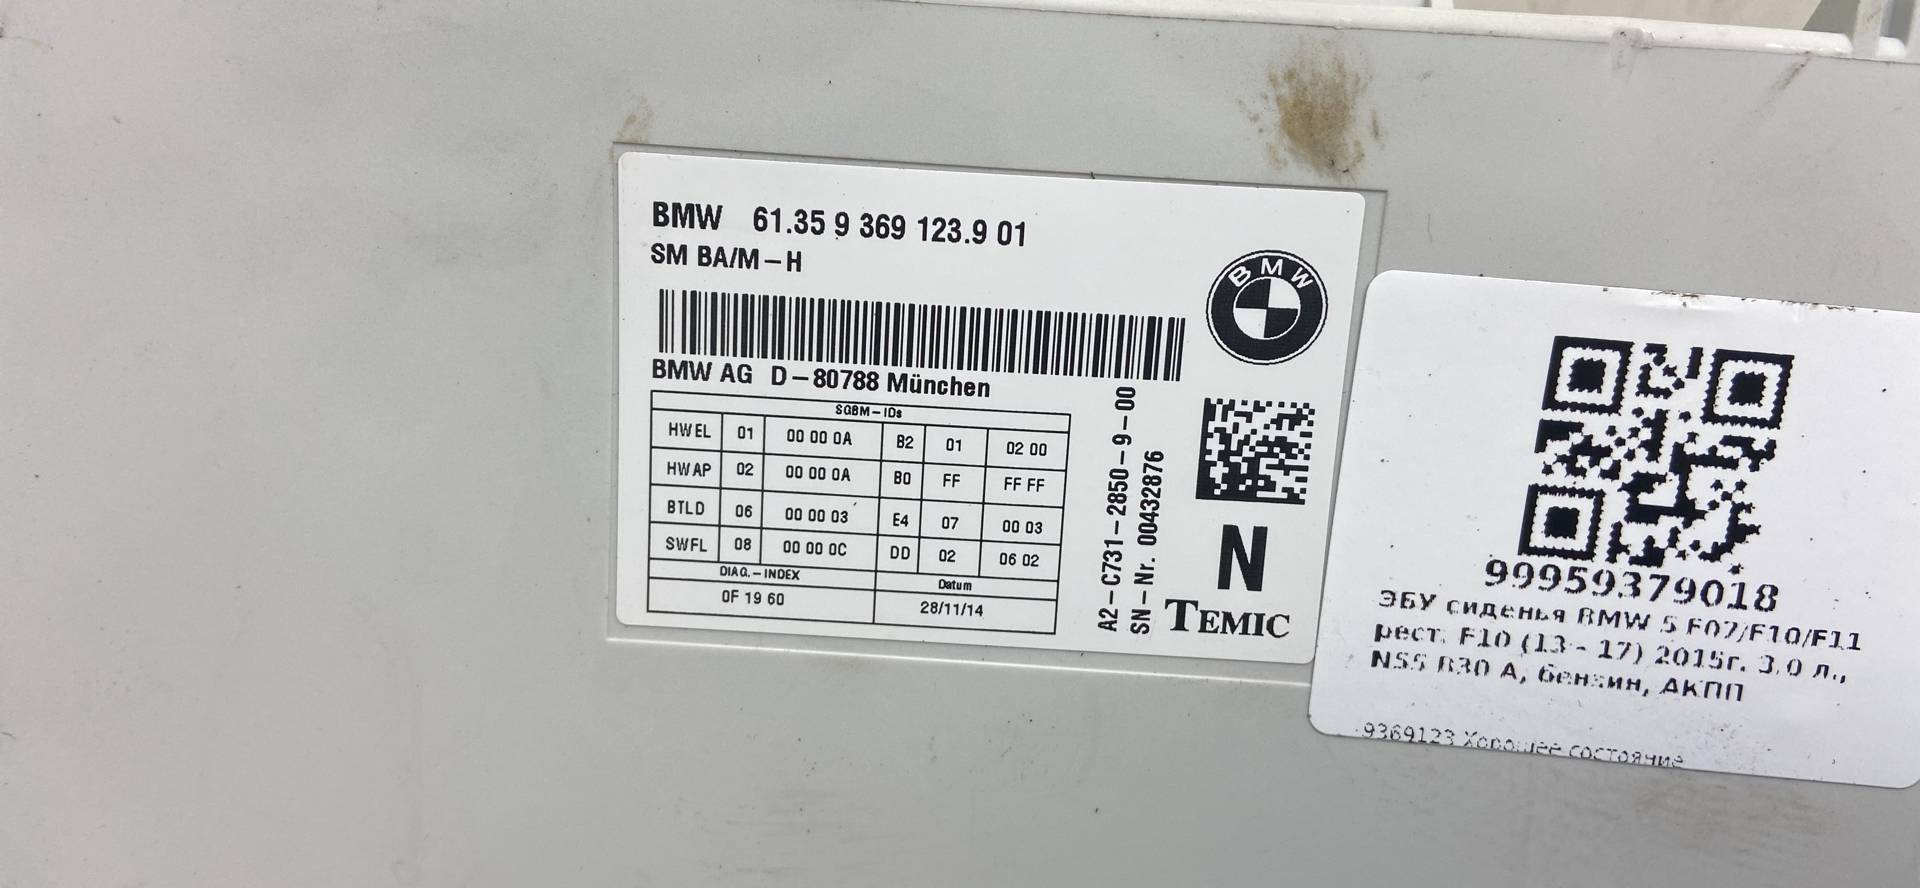 BMW 61.35 9 369 123.9 01
SM BA/M-H
BMW
BMW AG D-80788 München
SGBM-IDs
HWEL 01 00 00 0A B2 01 02 00
HWAP 02 00 00 0A B0 FF FF FF
BTLD 06 00 00 03 E4 07 00 03
SWFL 08 00 00 0C DD 02 06 02
DIAG.-INDEX Datum
0F 19 60 28/11/14
A2-C731-2850-9-00
SN-Nr. 00432876
N
TEMIC
99959379018
ЭБУ сиденья BMW 5 F07/F10/F11
рест. F10 (13 - 17) 2015г. 3.0 л.,
N55 B30 A, бензин, АКПП
9369123 Хорошее состояние